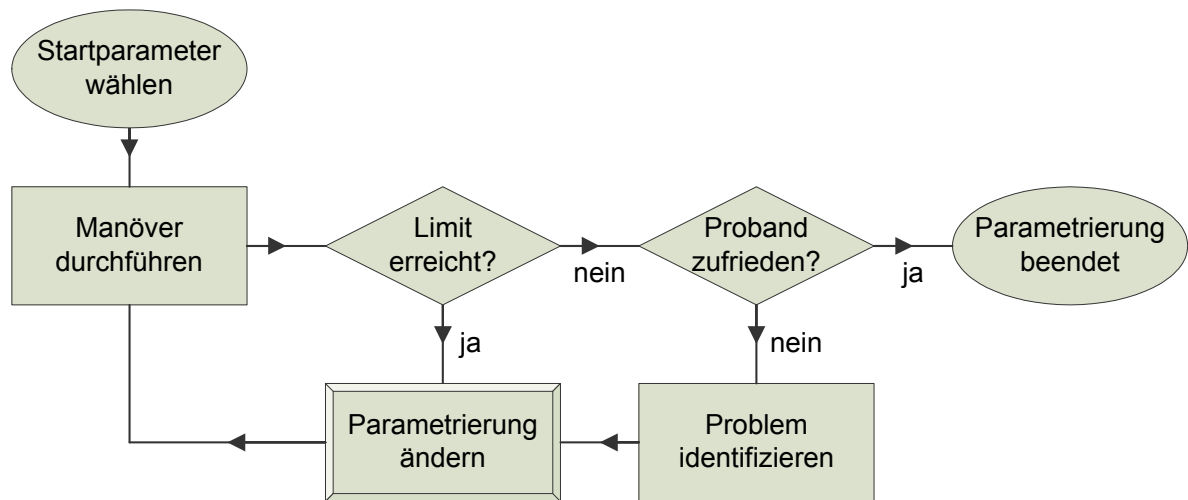 Startparameter
wählen
Manöver
durchführen
Limit
erreicht?
nein
Proband
zufrieden?
ja
Parametrierung
beendet
ja
nein
Parametrierung
ändern
Problem
identifizieren